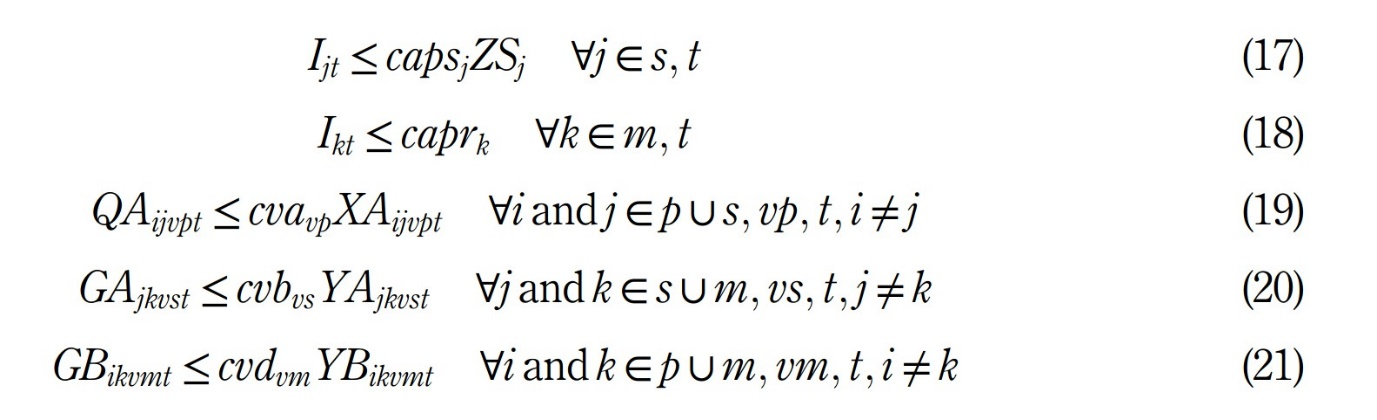 I_{jt} ≤ caps_j ZS_j ∀j ∈ s, t (17)
I_{kt} ≤ capr_k ∀k ∈ m, t (18)
QA_{ijvpt} ≤ cva_{vp} XA_{ijvpt} ∀i and j ∈ p ∪ s, vp, t, i ≠ j (19)
GA_{jkvst} ≤ cvb_{vs} YA_{jkvst} ∀j and k ∈ s ∪ m, vs, t, j ≠ k (20)
GB_{ikvmt} ≤ cvd_{vm} YB_{ikvmt} ∀i and k ∈ p ∪ m, vm, t, i ≠ k (21)